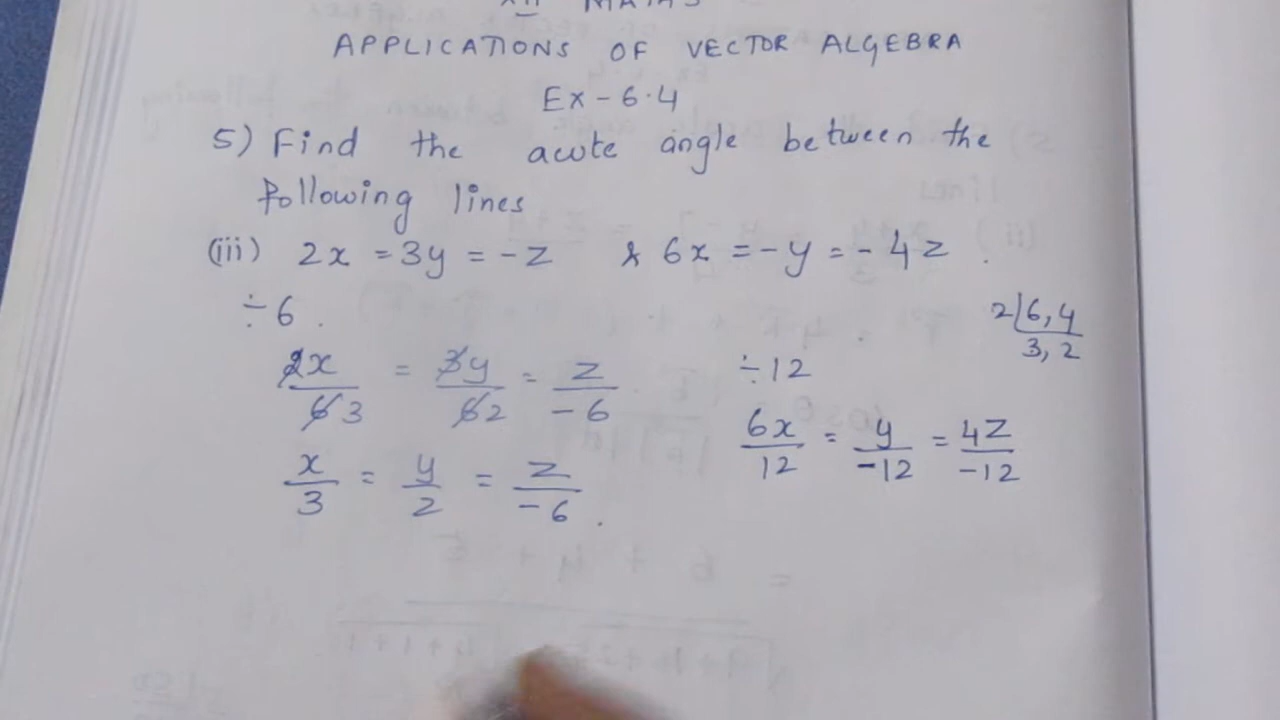 XII MATHS
APPLICATIONS OF VECTOR ALGEBRA
Ex-6.4
5) Find the acute angle between the
following lines
(iii) 2x = 3y = -z & 6x = -y = -4z .
÷6 .
2|6, 4
3, 2
2x/6 3 = 3y/6 2 = z/-6
÷12
6x/12 = y/-12 = 4z/-12
x/3 = y/2 = z/-6 .